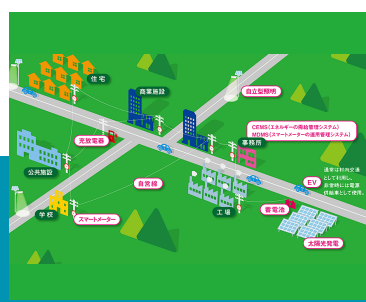 住宅
商業施設
自立型照明
CEMS(エネルギーの需給管理システム)
MDMS(スマートメーターの運用管理システム)
事務所
充放電器
公共施設
自営線
EV
通常は村内交通
として利用し、
非常時には電源
供給車として使用。
学校
スマートメーター
工場
蓄電池
太陽光発電